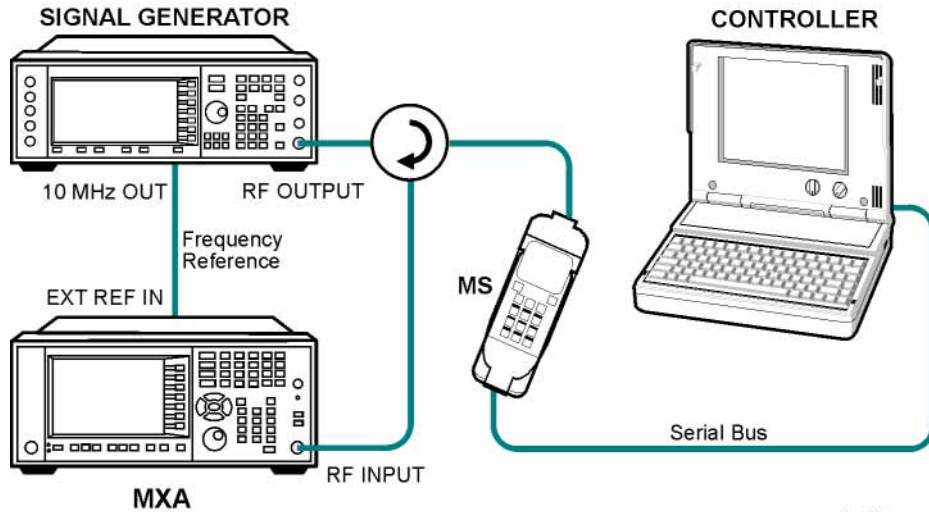 SIGNAL GENERATOR
CONTROLLER
10 MHz OUT
RF OUTPUT
Frequency
Reference
MS
EXT REF IN
Serial Bus
RF INPUT
MXA